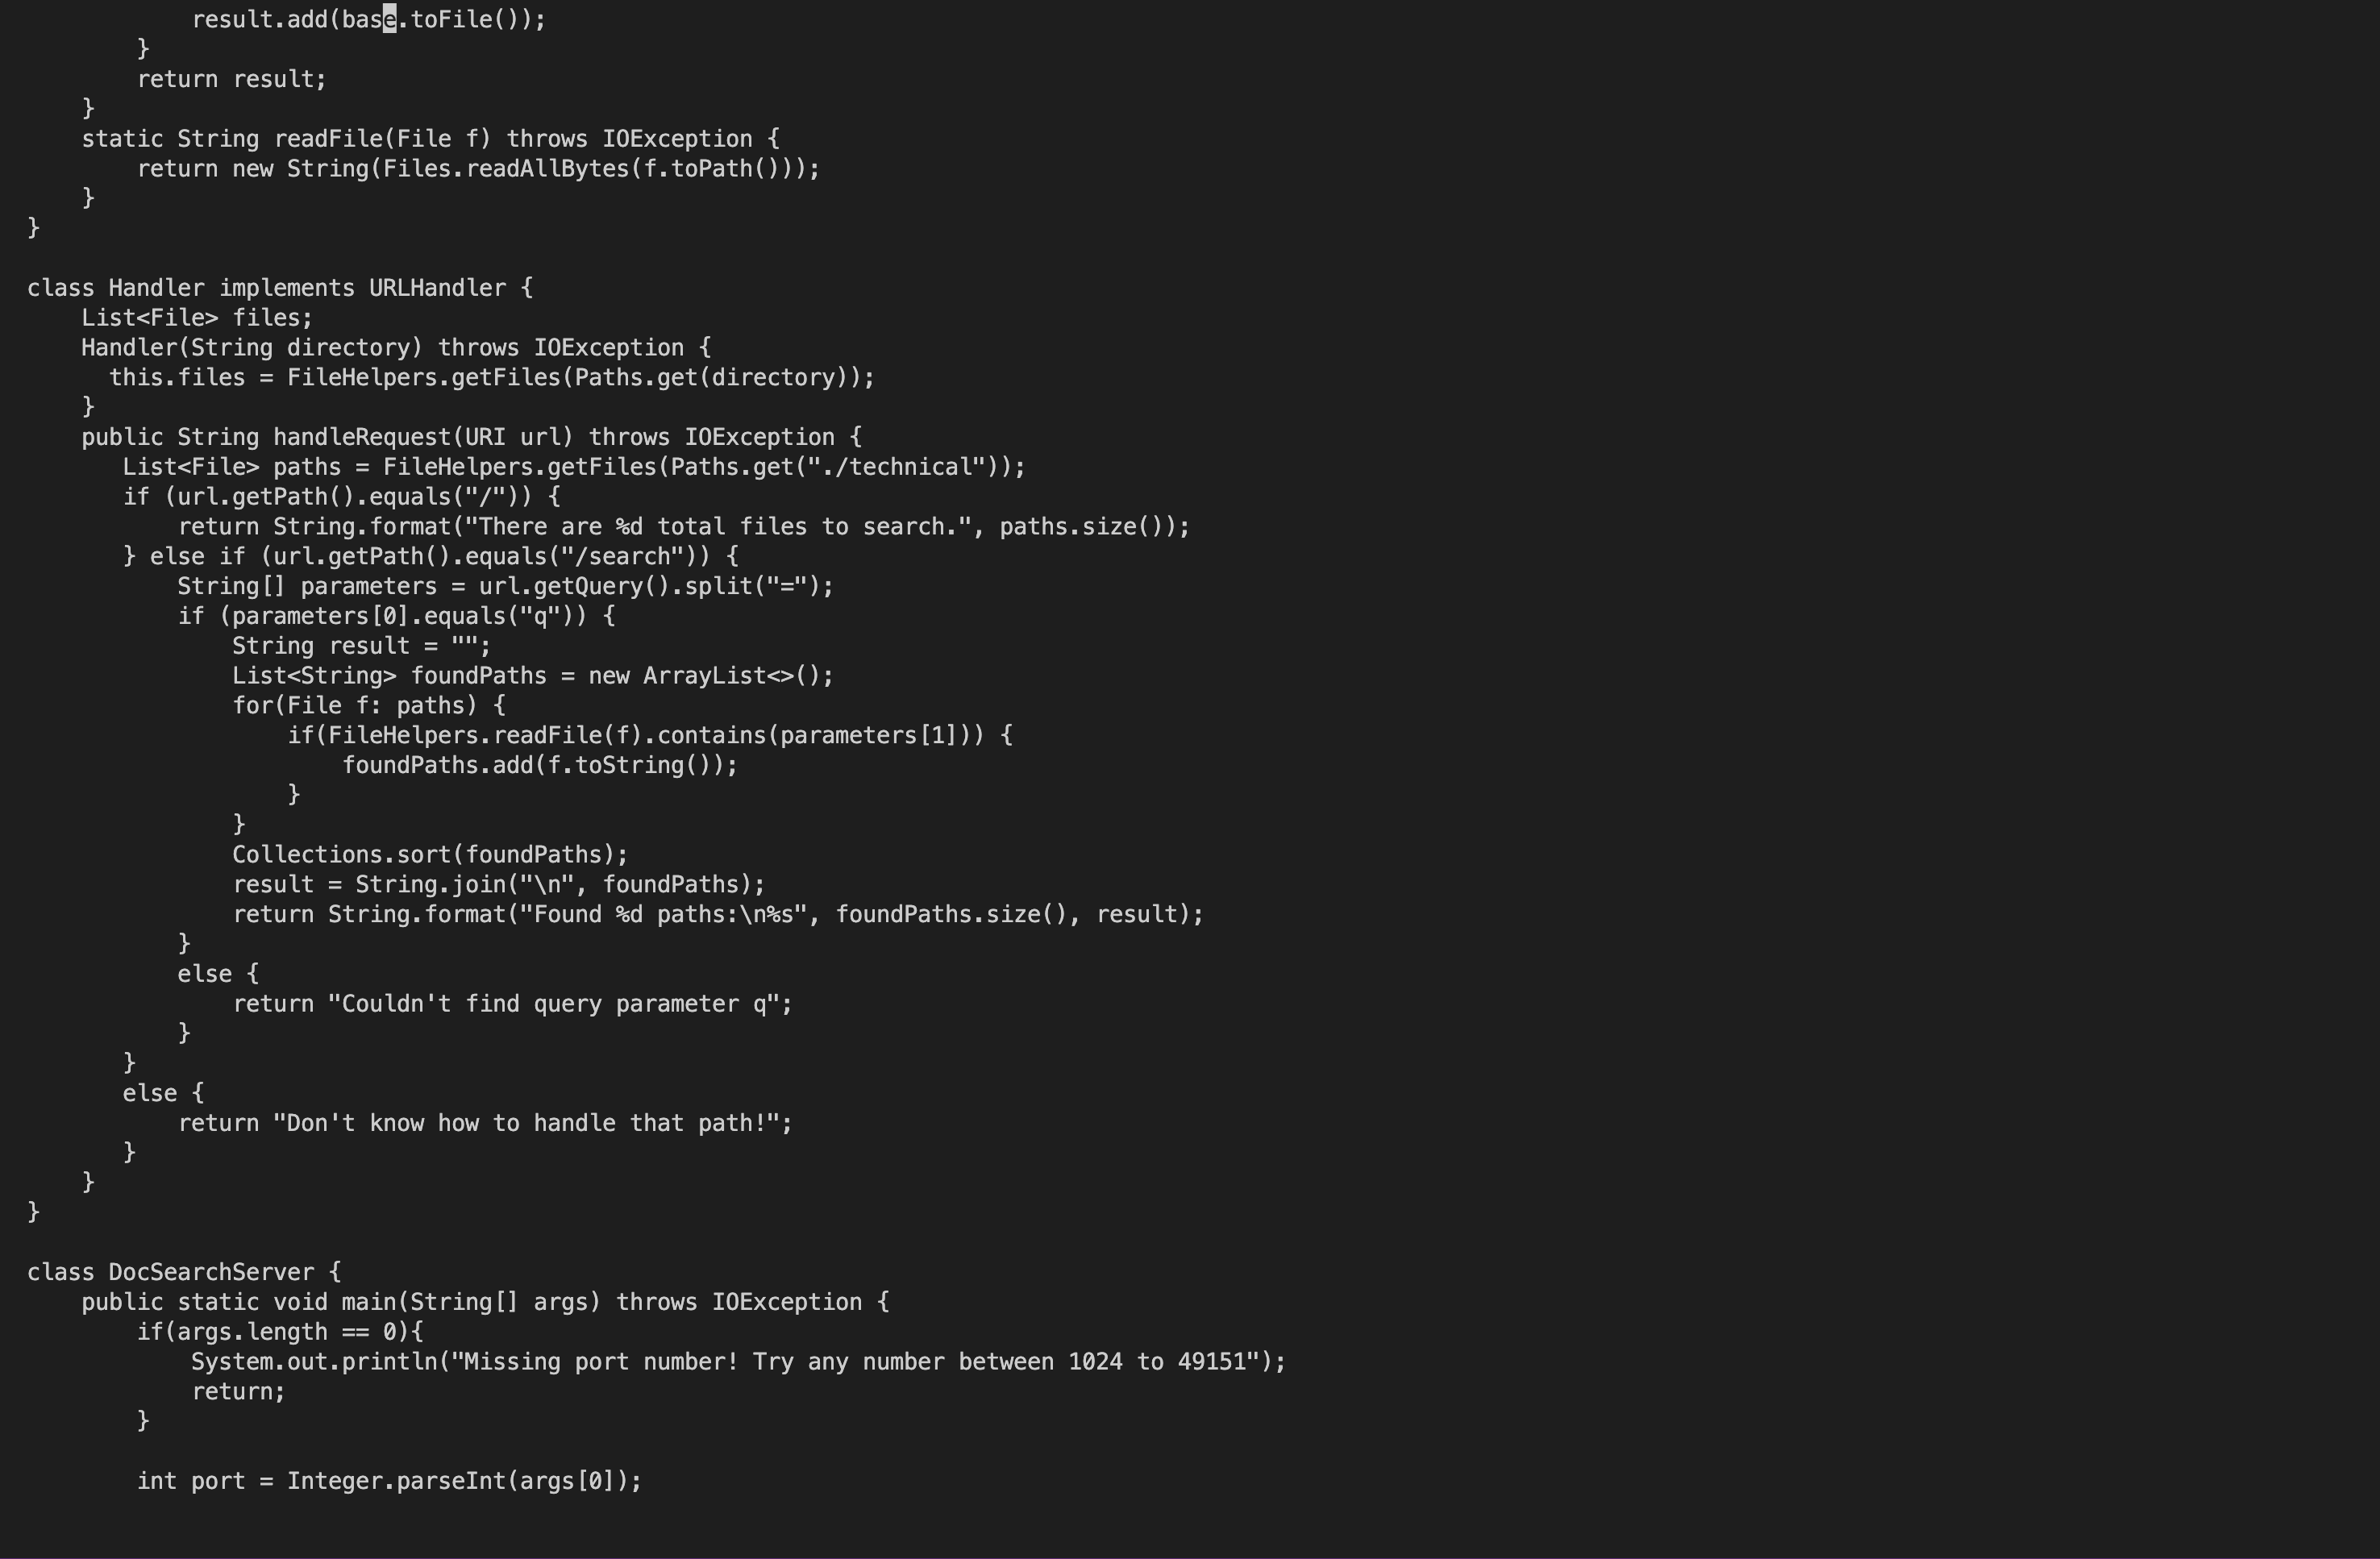 result.add(base.toFile());
        }
        return result;
    }
    static String readFile(File f) throws IOException {
        return new String(Files.readAllBytes(f.toPath()));
    }
}

class Handler implements URLHandler {
    List<File> files;
    Handler(String directory) throws IOException {
      this.files = FileHelpers.getFiles(Paths.get(directory));
    }
    public String handleRequest(URI url) throws IOException {
       List<File> paths = FileHelpers.getFiles(Paths.get("./technical"));
       if (url.getPath().equals("/")) {
           return String.format("There are %d total files to search.", paths.size());
       } else if (url.getPath().equals("/search")) {
           String[] parameters = url.getQuery().split("=");
           if (parameters[0].equals("q")) {
               String result = "";
               List<String> foundPaths = new ArrayList<>();
               for(File f: paths) {
                   if(FileHelpers.readFile(f).contains(parameters[1])) {
                       foundPaths.add(f.toString());
                   }
               }
               Collections.sort(foundPaths);
               result = String.join("\n", foundPaths);
               return String.format("Found %d paths:\n%s", foundPaths.size(), result);
           }
           else {
               return "Couldn't find query parameter q";
           }
       }
       else {
           return "Don't know how to handle that path!";
       }
    }
}

class DocSearchServer {
    public static void main(String[] args) throws IOException {
        if(args.length == 0){
            System.out.println("Missing port number! Try any number between 1024 to 49151");
            return;
        }

        int port = Integer.parseInt(args[0]);